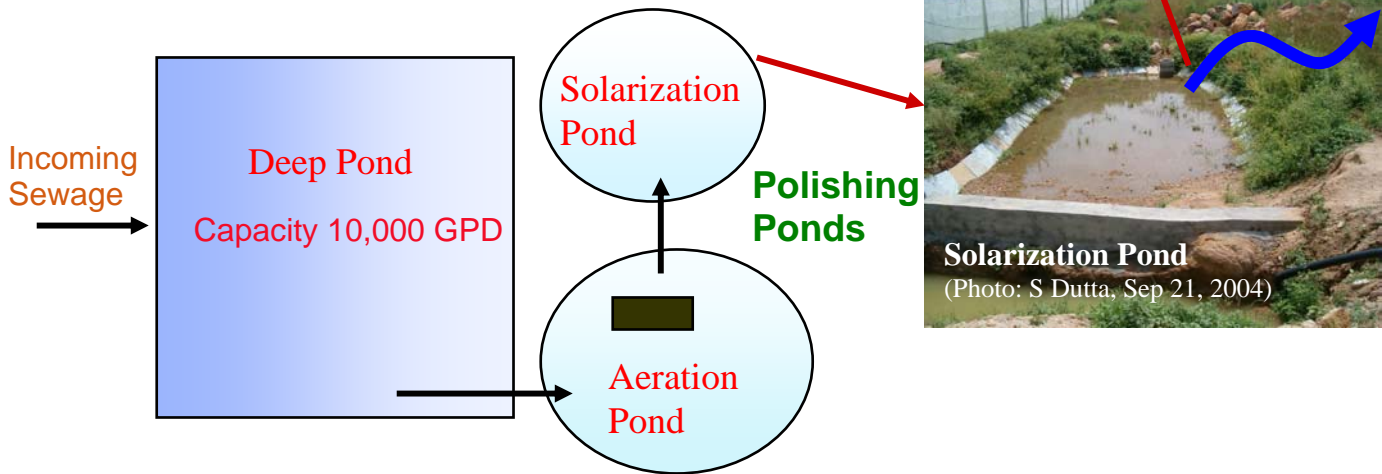 Incoming
Sewage
Deep Pond
Capacity 10,000 GPD
Solarization
Pond
Polishing
Ponds
Aeration
Pond
Solarization Pond
(Photo: S Dutta, Sep 21, 2004)